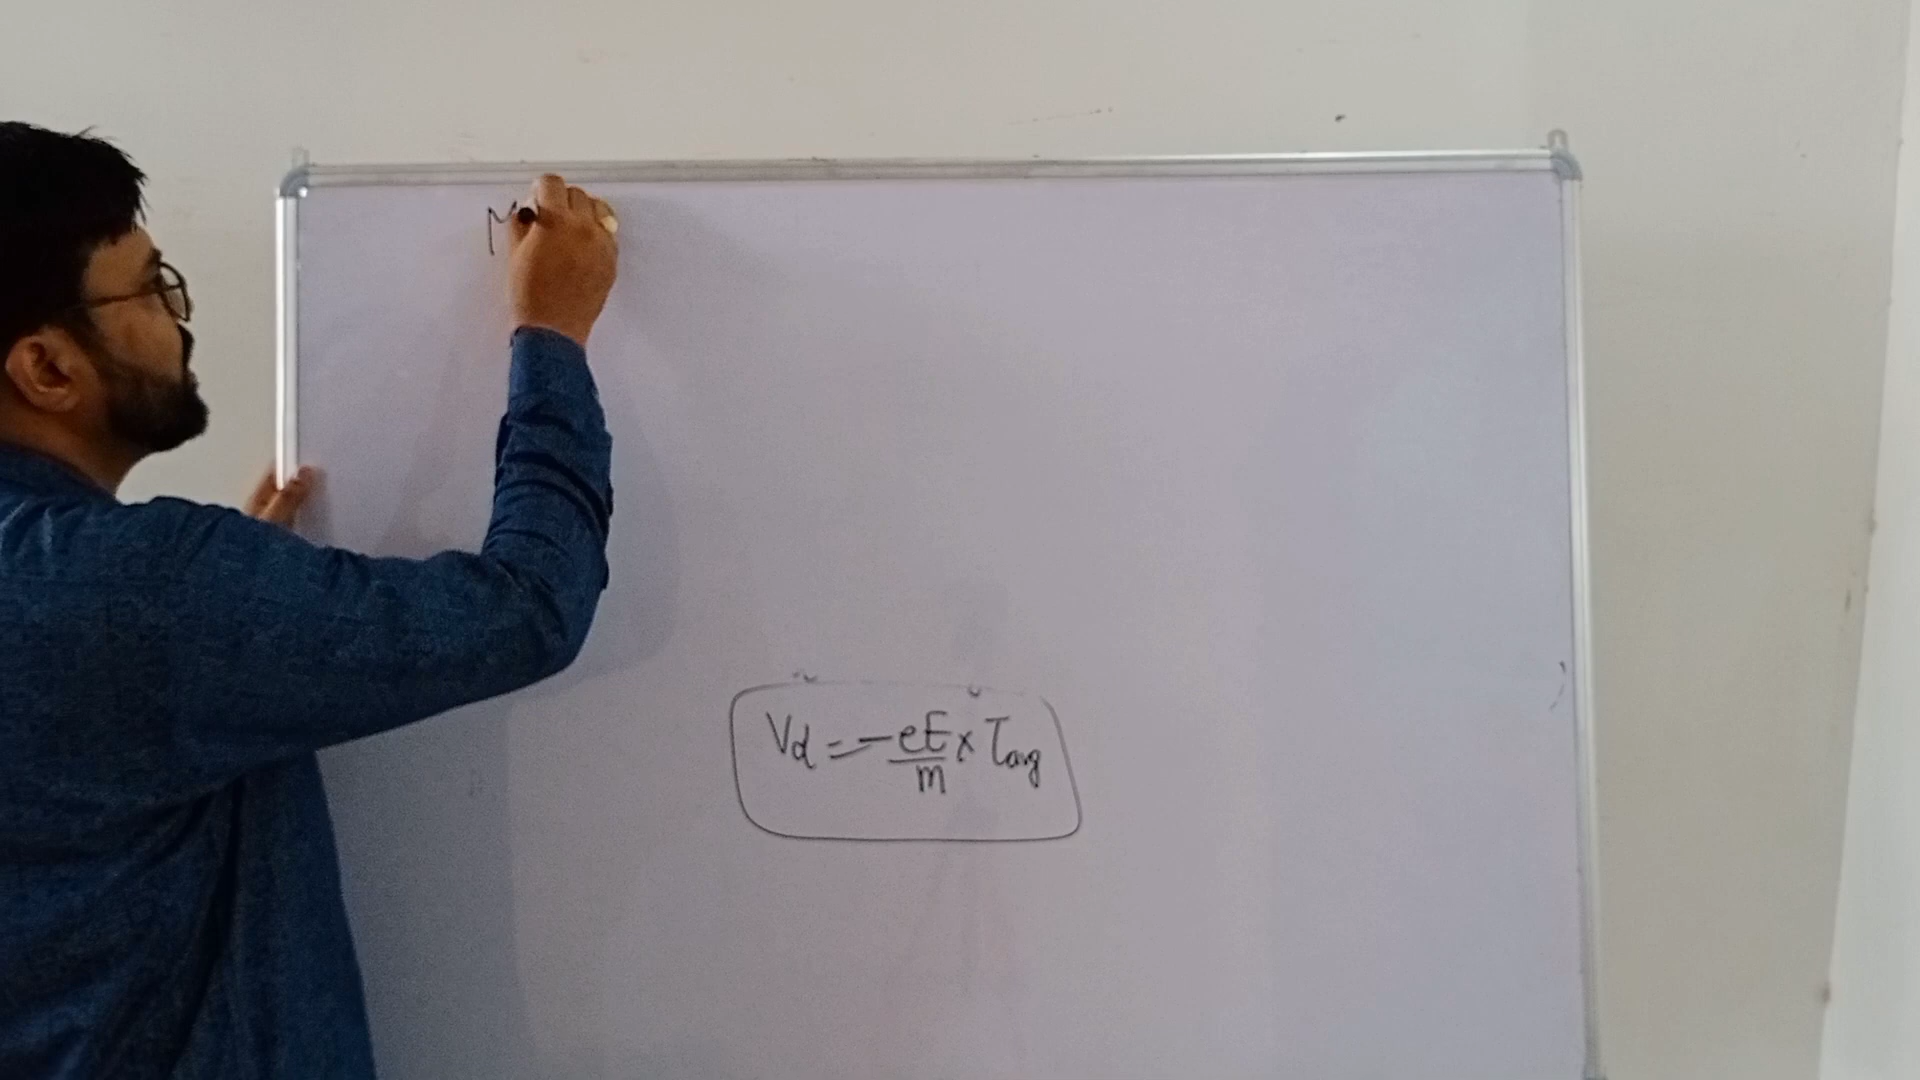 M
Vd = -eE/m × τavg